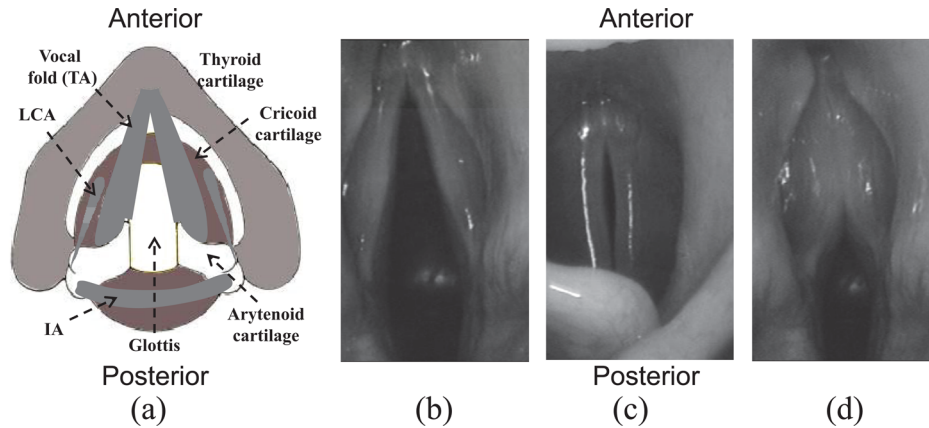 Anterior
Anterior
Vocal
fold (TA)
Thyroid
cartilage
LCA
Cricoid
cartilage
IA
Glottis
Arytenoid
cartilage
Posterior
Posterior
(a)
(b)
(c)
(d)